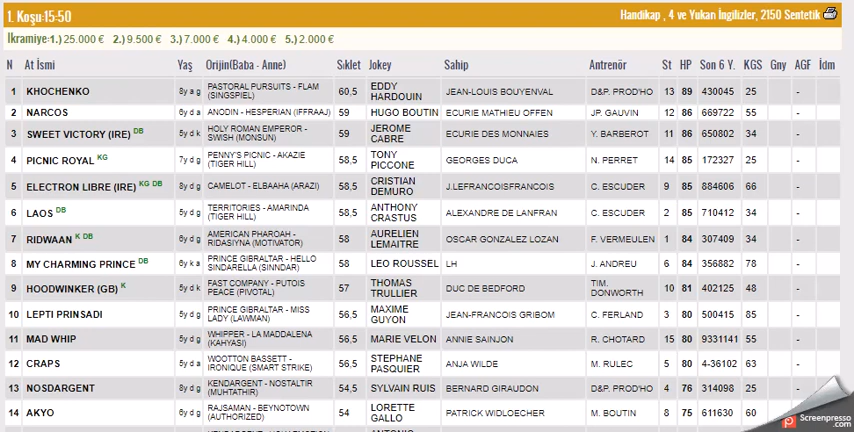 1. Koşu:15-50 Handikap , 4 ve Yukarı İngilizler, 2150 Sentetik
İkramiye:1.) 25.000 € 2.) 9.500 € 3.) 7.000 € 4.) 4.000 € 5.) 2.000 €
N At İsmi Yaş Orijin(Baba - Anne) Sıklet Jokey Sahip Antrenör St HP Son 6 Y. KGS Gny AGF İdm
1 KHOCHENKO 8y a g PASTORAL PURSUITS - FLAM (SINGSPIEL) 60,5 EDDY HARDOUIN JEAN-LOUIS BOUYENVAL D&P. PROD'HO 13 89 430045 25 -
2 NARCOS 6y d a ANODIN - HESPERIAN (IFFRAAJ) 59 HUGO BOUTIN ECURIE MATHIEU OFFEN JP. GAUVIN 12 86 669722 55 -
3 SWEET VICTORY (IRE) DB 5y d k HOLY ROMAN EMPEROR - SWISH (MONSUN) 59 JEROME CABRE ECURIE DES MONNAIES Y. BARBEROT 11 86 650802 34 -
4 PICNIC ROYAL KG 7y d g PENNY'S PICNIC - AKAZIE (TIGER HILL) 58,5 TONY PICCONE GEORGES DUCA N. PERRET 14 85 172327 25 -
5 ELECTRON LIBRE (IRE) KG DB 8y d g CAMELOT - ELBAAHA (ARAZI) 58,5 CRISTIAN DEMURO J.LEFRANCOISFRANCOIS C. ESCUDER 9 85 884606 66 -
6 LAOS DB 5y d g TERRITORIES - AMARINDA (TIGER HILL) 58,5 ANTHONY CRASTUS ALEXANDRE DE LANFRAN C. ESCUDER 2 85 710412 34 -
7 RIDWAAN K DB 6y d g AMERICAN PHAROAH - RIDASIYNA (MOTIVATOR) 58 AURELIEN LEMAITRE OSCAR GONZALEZ LOZAN F. VERMEULEN 1 84 307409 34 -
8 MY CHARMING PRINCE DB 6y k a PRINCE GIBRALTAR - HELLO SINDARELLA (SINNDAR) 58 LEO ROUSSEL LH J. ANDREU 6 84 356882 78 -
9 HOODWINKER (GB) K 5y d k FAST COMPANY - PUTOIS PEACE (PIVOTAL) 57 THOMAS TRULLIER DUC DE BEDFORD TIM. DONWORTH 10 81 402125 48 -
10 LEPTI PRINSADI 5y d g PRINCE GIBRALTAR - MISS LADY (LAWMAN) 56,5 MAXIME GUYON JEAN-FRANCOIS GRIBOM C. FERLAND 3 80 500415 85 -
11 MAD WHIP 5y d g WHIPPER - LA MADDALENA (KAHYASI) 56,5 MARIE VELON ANNIE SAINJON R. CHOTARD 15 80 9331141 55 -
12 CRAPS 5y d a WOOTTON BASSETT - IRONIQUE (SMART STRIKE) 56,5 STEPHANE PASQUIER ANJA WILDE M. RULEC 5 80 4-36102 63 -
13 NOSDARGENT 8y d g KENDARGENT - NOSTALTIR (MUHTATHIR) 54,5 SYLVAIN RUIS BERNARD GIRAUDON D&P. PROD'HO 4 76 314098 25 -
14 AKYO 6y d g RAJSAMAN - BEYNOTOWN (AUTHORIZED) 54 LORETTE GALLO PATRICK WIDLOECHER M. BOUTIN 8 75 611630 60 -
Screenpresso
.com